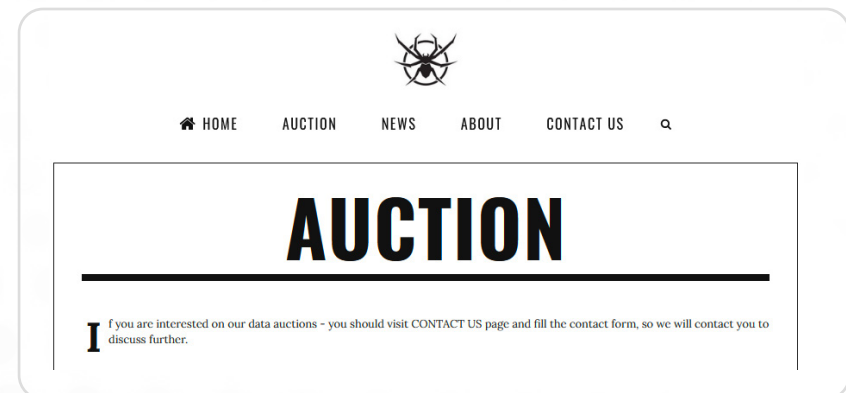 HOME AUCTION NEWS ABOUT CONTACT US
AUCTION
If you are interested on our data auctions - you should visit CONTACT US page and fill the contact form, so we will contact you to
discuss further.